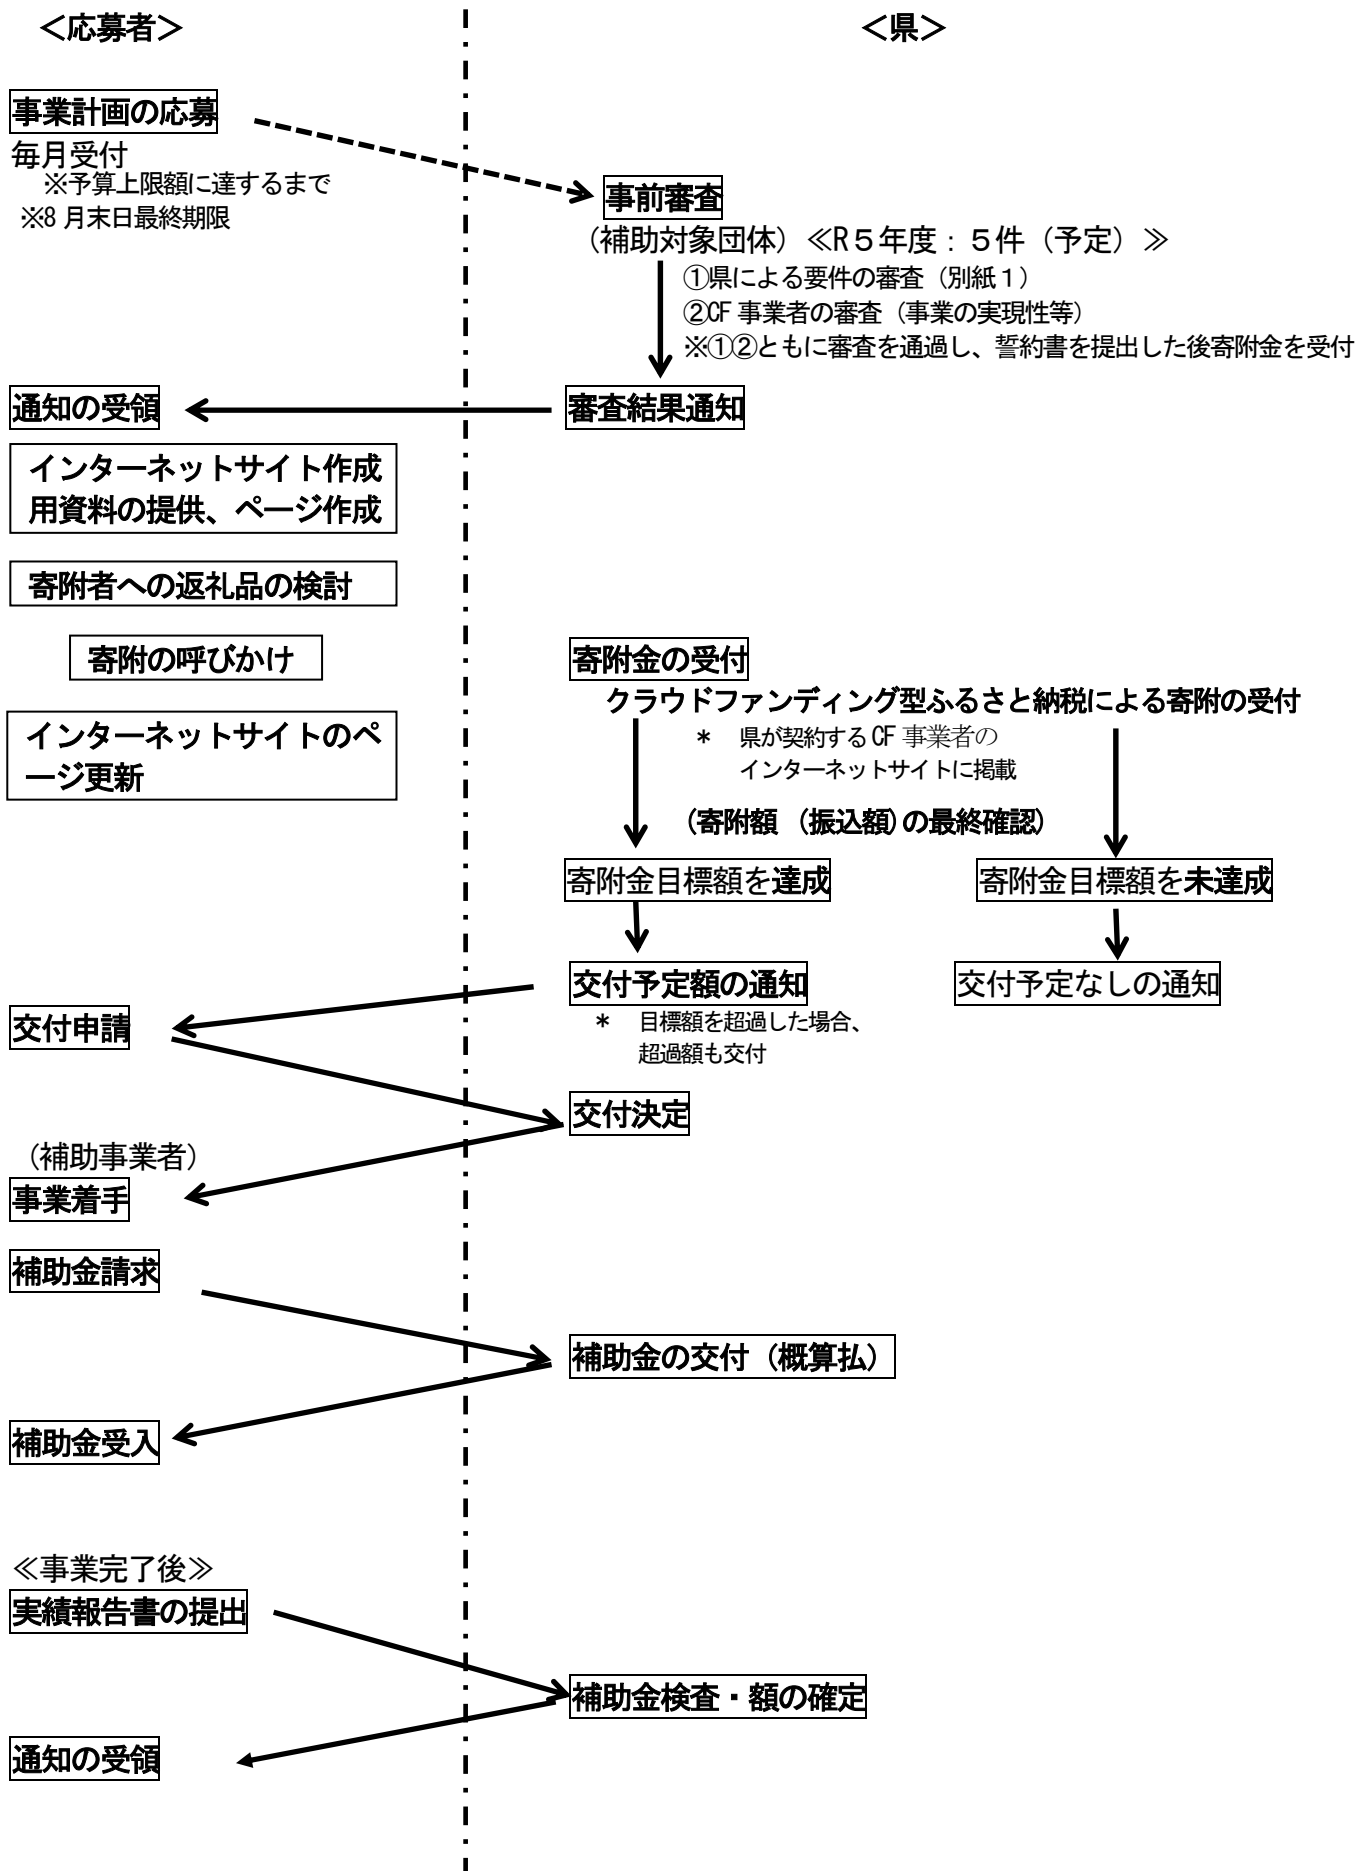 ＜応募者＞
＜県＞
事業計画の応募
毎月受付
※予算上限額に達するまで
※8月末日最終期限
事前審査
（補助対象団体）≪R５年度：５件（予定）≫
①県による要件の審査（別紙１）
②CF事業者の審査（事業の実現性等）
※①②ともに審査を通過し、誓約書を提出した後寄附金を受付
通知の受領
審査結果通知
インターネットサイト作成
用資料の提供、ページ作成
寄附者への返礼品の検討
寄附の呼びかけ
寄附金の受付
クラウドファンディング型ふるさと納税による寄附の受付
インターネットサイトのペ
ージ更新
＊　県が契約するCF事業者の
インターネットサイトに掲載
（寄附額（振込額）の最終確認）
寄附金目標額を達成
寄附金目標額を未達成
交付予定額の通知
交付予定なしの通知
＊　目標額を超過した場合、
超過額も交付
交付申請
交付決定
（補助事業者）
事業着手
補助金請求
補助金の交付（概算払）
補助金受入
≪事業完了後≫
実績報告書の提出
補助金検査・額の確定
通知の受領